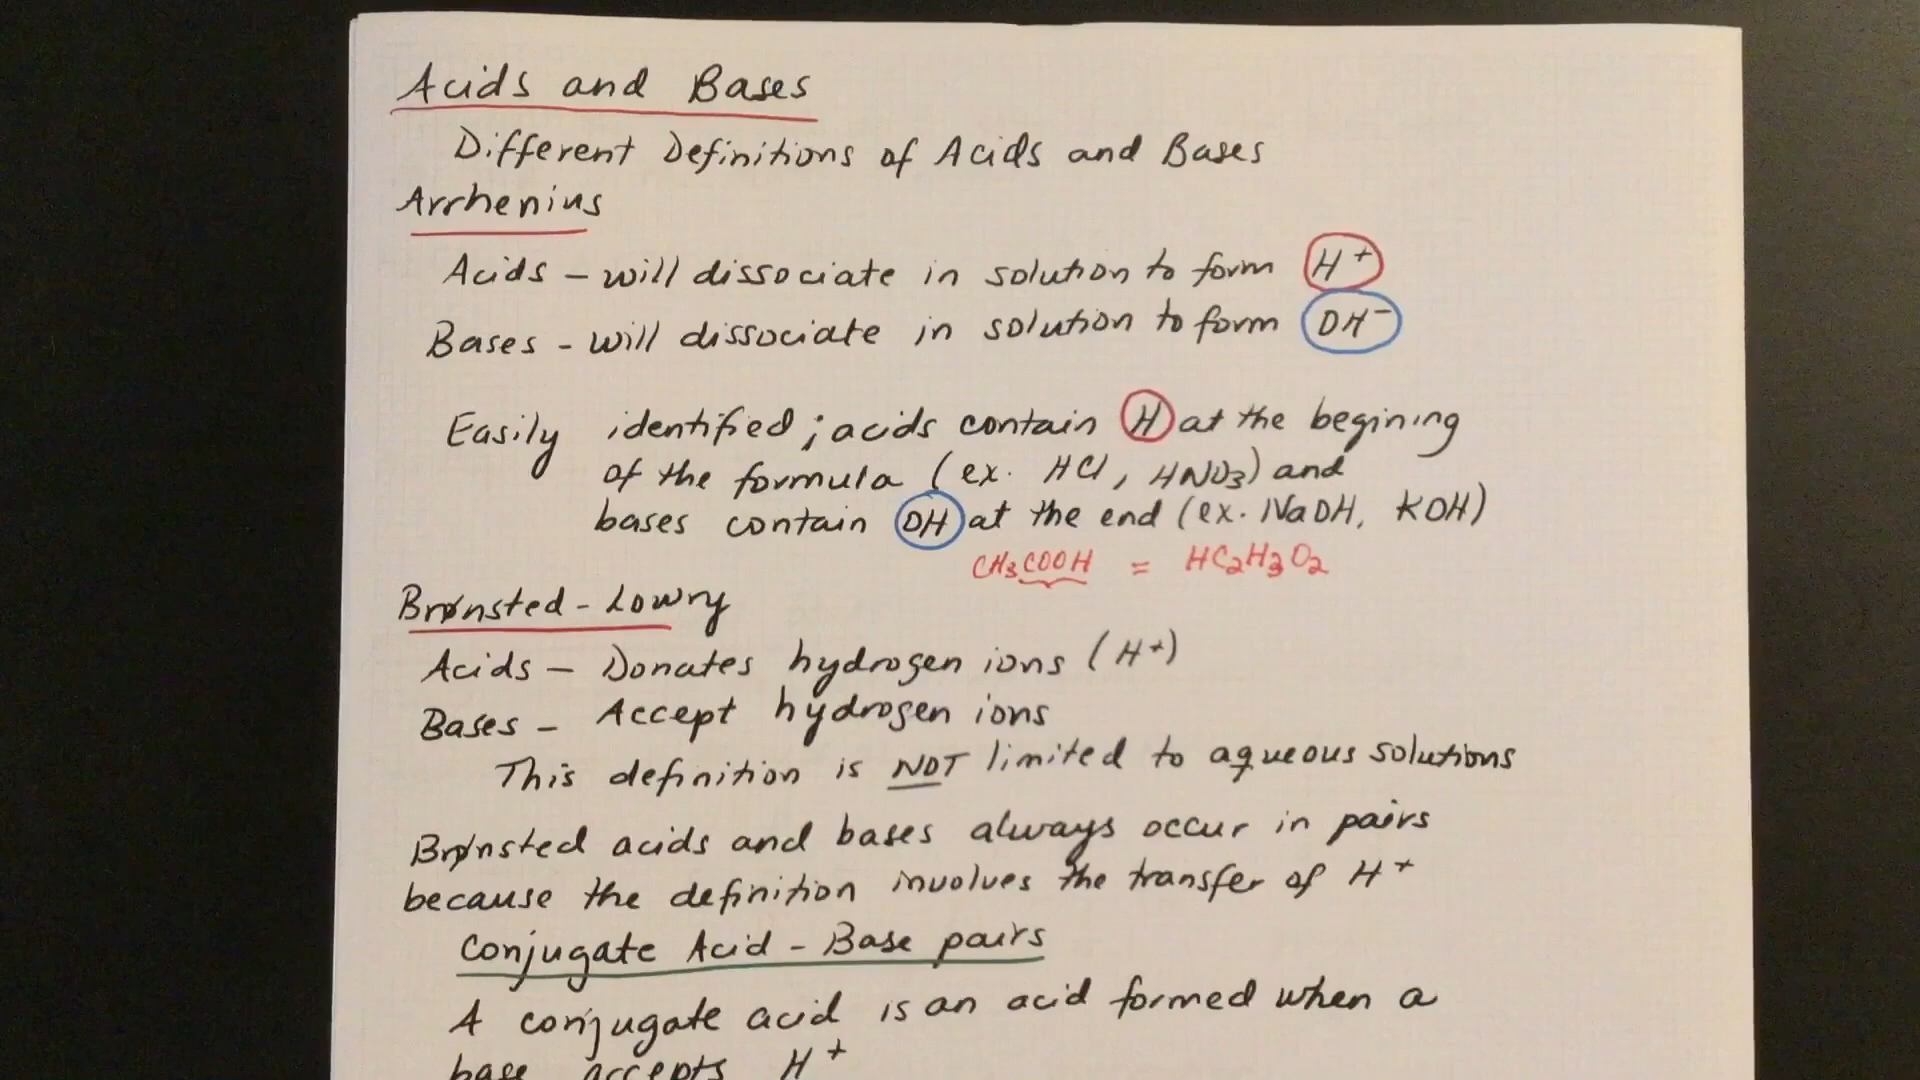 Acids and Bases
Different Definitions of Acids and Bases
Arrhenius
Acids - will dissociate in solution to form H⁺
Bases - will dissociate in solution to form OH⁻
Easily identified; acids contain H at the begining
of the formula (ex. HCl, HNO₃) and
bases contain OH at the end (ex. NaOH, KOH)
CH₃COOH = HC₂H₃O₂
Brønsted-Lowry
Acids - Donates hydrogen ions (H⁺)
Bases - Accept hydrogen ions
This definition is NOT limited to aqueous solutions
Brønsted acids and bases always occur in pairs
because the definition involves the transfer of H⁺
Conjugate Acid-Base pairs
A conjugate acid is an acid formed when a
base accepts H⁺